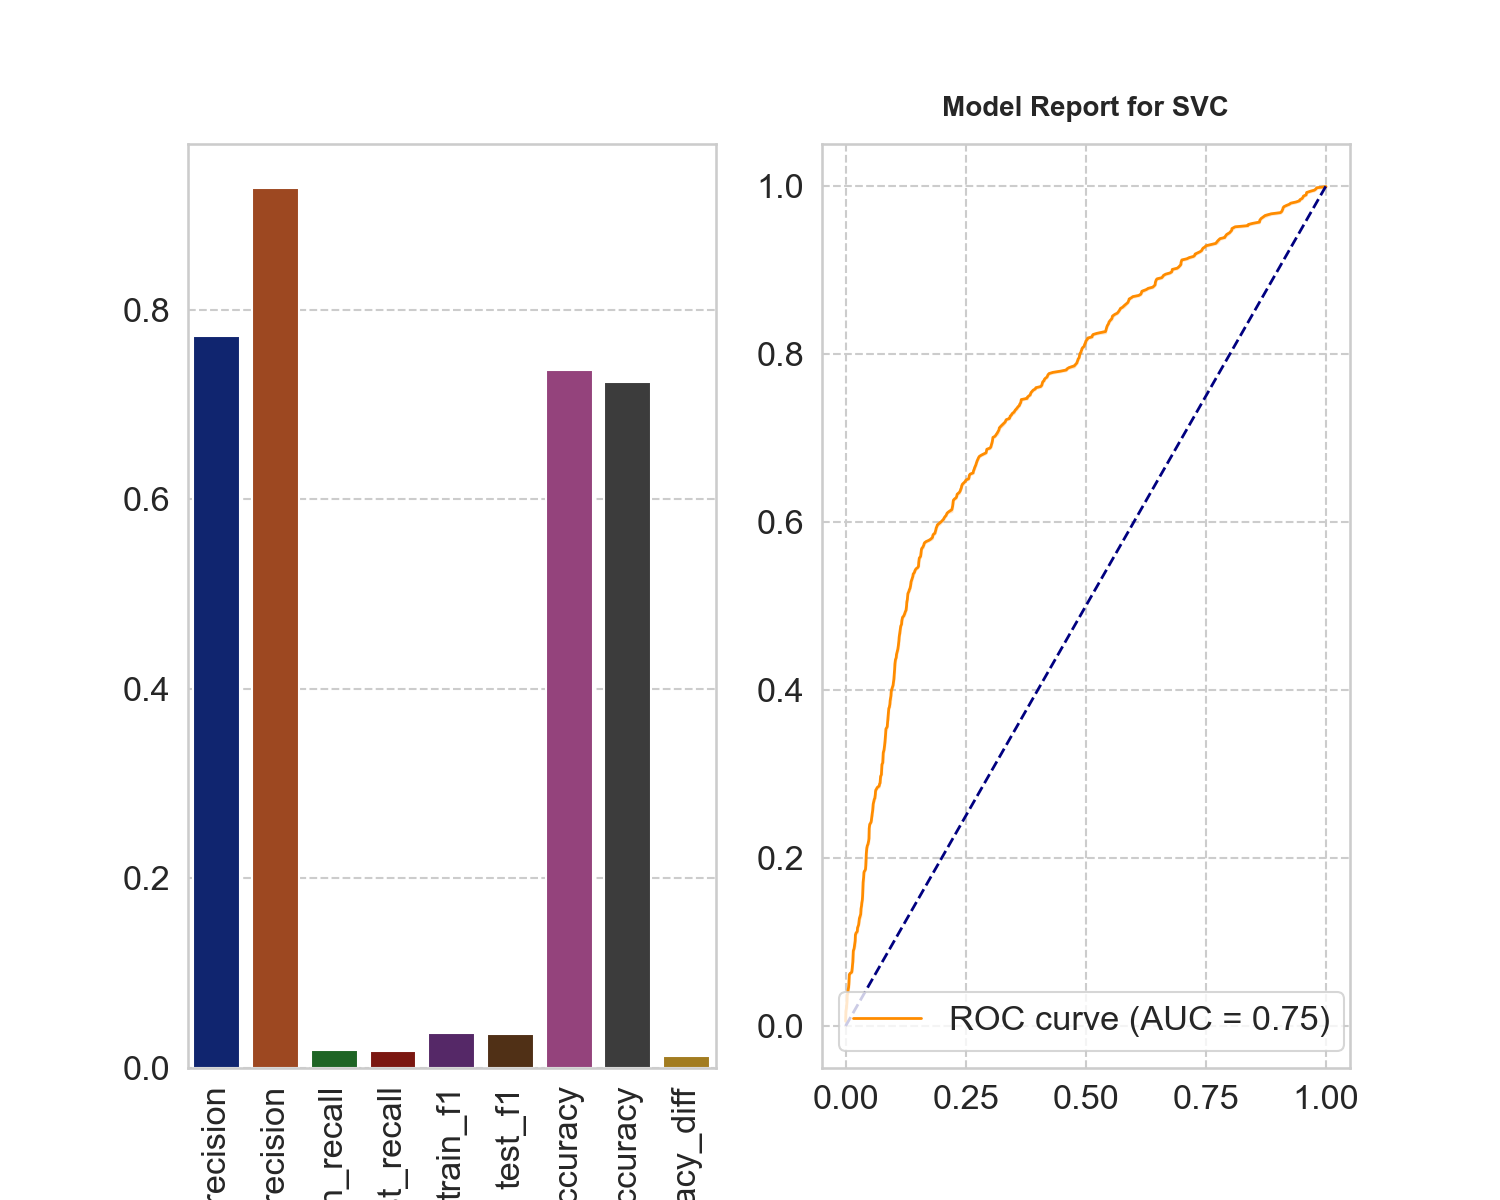 Model Report for SVC
0.8
0.6
0.4
0.2
0.0
recision
recision
n_recall
t_recall
train_f1
test_f1
ccuracy
ccuracy
acy_diff
1.0
0.8
0.6
0.4
0.2
0.0
ROC curve (AUC = 0.75)
0.00 0.25 0.50 0.75 1.00